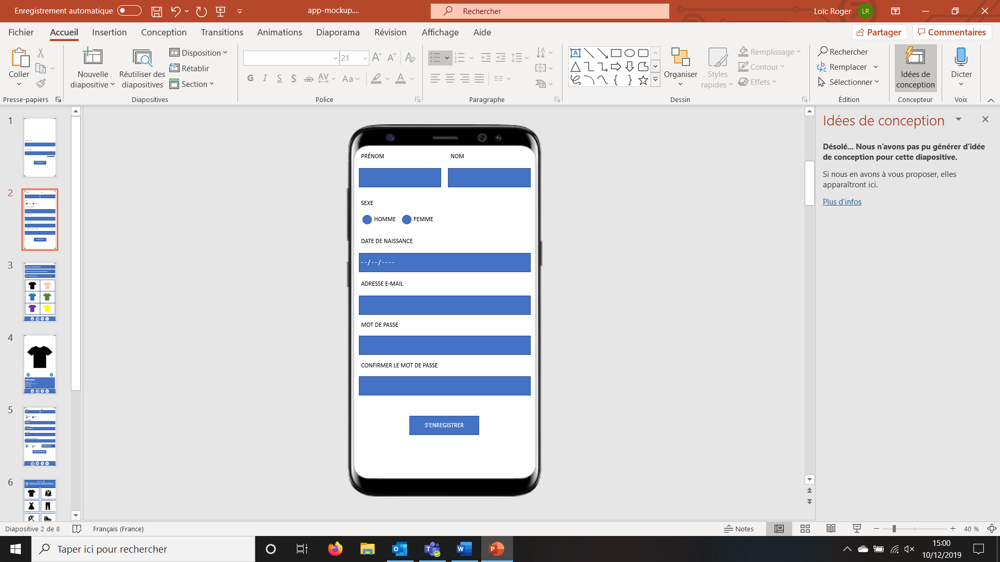 Enregistrement automatique
app-mockup....
Rechercher
Loïc Roger
LR
Fichier
Accueil
Insertion
Conception
Transitions
Animations
Diaporama
Révision
Affichage
Aide
Partager
Commentaires
Coller
Presse-papiers
Nouvelle
diapositive
Réutiliser des
diapositives
Disposition
Rétablir
Section
Diapositives
21
G I S S ab AV Aa A
Police
Paragraphe
Organiser
Styles
rapides
Remplissage
Contour
Effets
Dessin
Rechercher
Remplacer
Sélectionner
Édition
Idées de
conception
Concepteur
Dicter
Voix
1
2
3
4
5
6
PRÉNOM
NOM
SEXE
HOMME
FEMME
DATE DE NAISSANCE
--/--/----
ADRESSE E-MAIL
MOT DE PASSE
CONFIRMER LE MOT DE PASSE
S'ENREGISTRER
Idées de conception
Désolé... Nous n’avons pas pu générer d’idée
de conception pour cette diapositive.
Si nous en avons à vous proposer, elles
apparaîtront ici.
Plus d’infos
Diapositive 2 de 8
Français (France)
Notes
40 %
Taper ici pour rechercher
15:00
10/12/2019